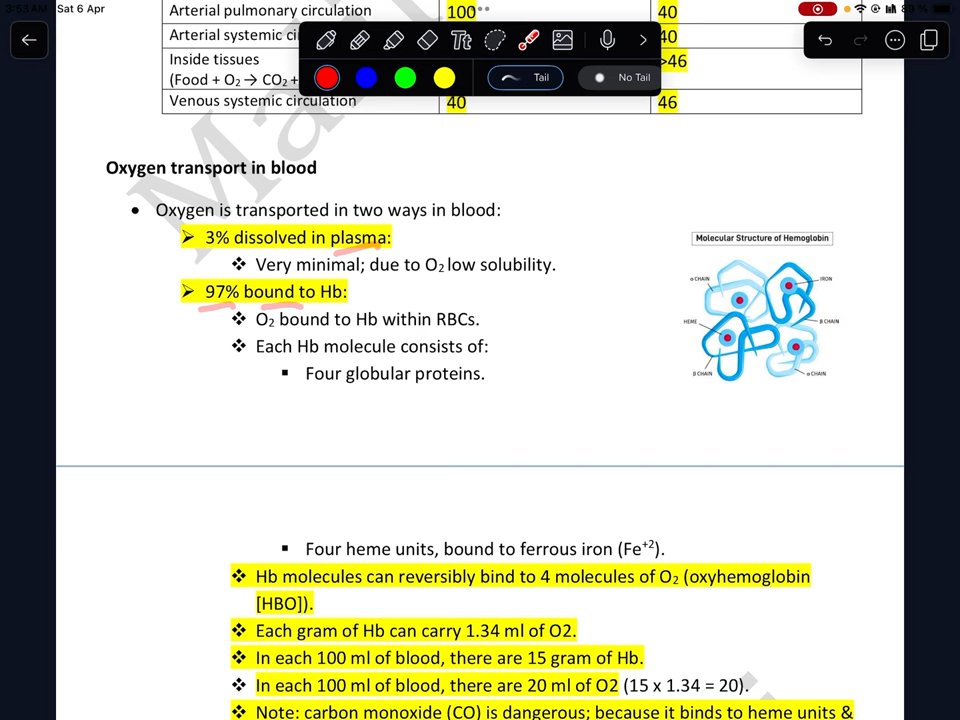 3:53 AM Sat 6 Apr
Arterial pulmonary circulation 100 40
Arterial systemic 40
Inside tissues >46
(Food + O2 → CO2 +
Venous systemic circulation 40 46
Tt
Tail No Tail
Oxygen transport in blood
• Oxygen is transported in two ways in blood:
➢ 3% dissolved in plasma:
❖ Very minimal; due to O2 low solubility.
➢ 97% bound to Hb:
❖ O2 bound to Hb within RBCs.
❖ Each Hb molecule consists of:
▪ Four globular proteins.
Molecular Structure of Hemoglobin
α CHAIN
IRON
HEME
β CHAIN
β CHAIN
α CHAIN
▪ Four heme units, bound to ferrous iron (Fe+2).
❖ Hb molecules can reversibly bind to 4 molecules of O2 (oxyhemoglobin
[HBO]).
❖ Each gram of Hb can carry 1.34 ml of O2.
❖ In each 100 ml of blood, there are 15 gram of Hb.
❖ In each 100 ml of blood, there are 20 ml of O2 (15 x 1.34 = 20).
❖ Note: carbon monoxide (CO) is dangerous; because it binds to heme units &